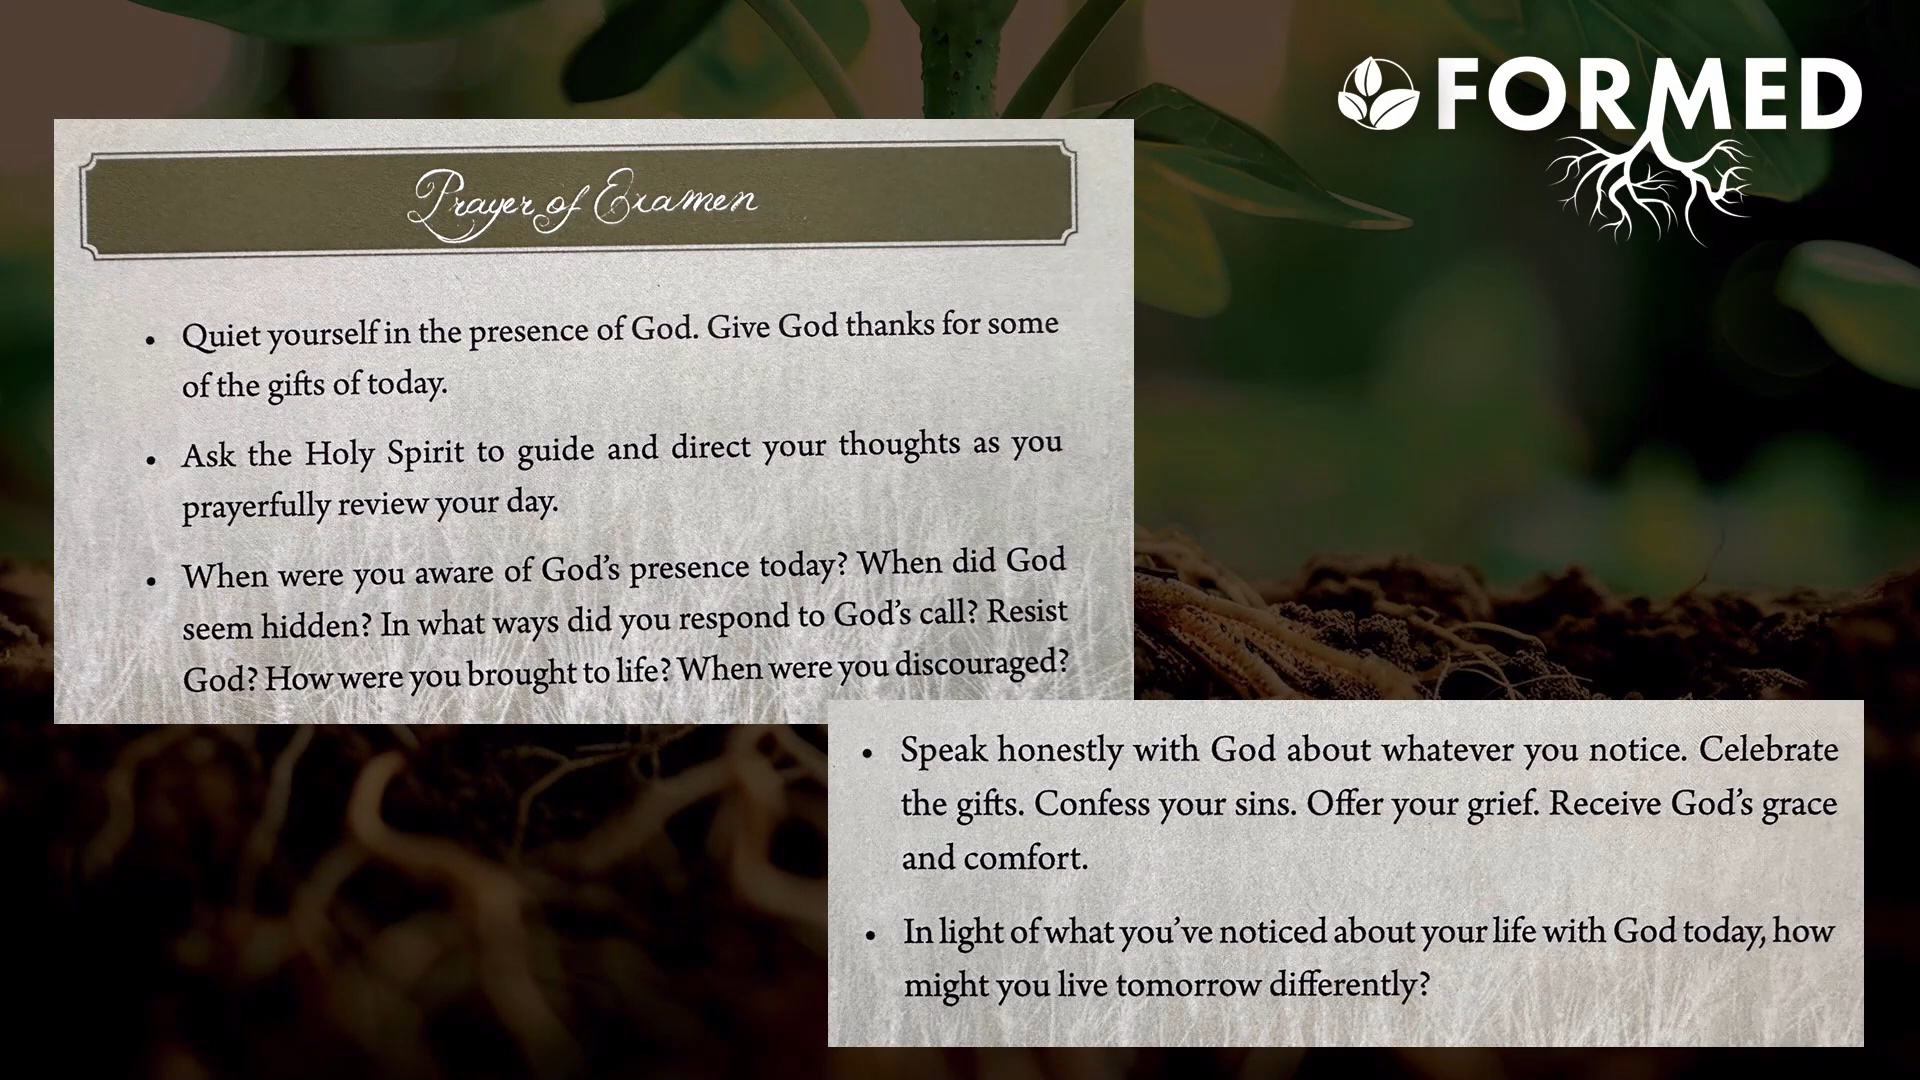 FORMED
Prayer of Examen
• Quiet yourself in the presence of God. Give God thanks for some
of the gifts of today.
• Ask the Holy Spirit to guide and direct your thoughts as you
prayerfully review your day.
• When were you aware of God’s presence today? When did God
seem hidden? In what ways did you respond to God’s call? Resist
God? How were you brought to life? When were you discouraged?
• Speak honestly with God about whatever you notice. Celebrate
the gifts. Confess your sins. Offer your grief. Receive God’s grace
and comfort.
• In light of what you’ve noticed about your life with God today, how
might you live tomorrow differently?